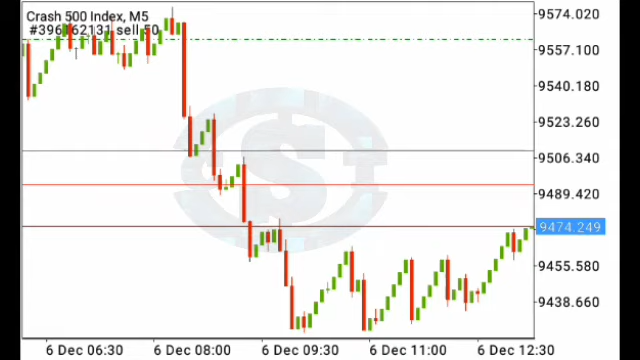 Crash 500 Index, M5
#396162131 sell 50
9574.020
9557.100
9540.180
9523.260
9506.340
9489.420
9474.249
9455.580
9438.660
6 Dec 06:30
6 Dec 08:00
6 Dec 09:30
6 Dec 11:00
6 Dec 12:30